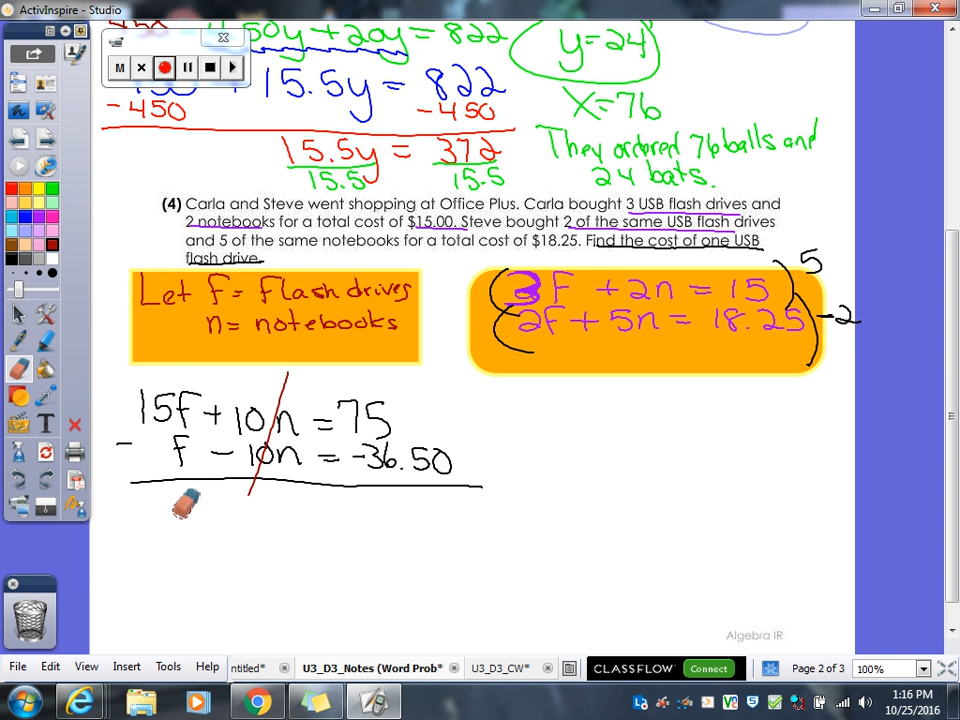 ActivInspire - Studio
50y+20y=822
y=24
15.5y = 822
-450 -450
x=76
15.5y = 372
15.5 15.5
They ordered 76 balls and
24 bats.
(4) Carla and Steve went shopping at Office Plus. Carla bought 3 USB flash drives and
2 notebooks for a total cost of $15.00. Steve bought 2 of the same USB flash drives
and 5 of the same notebooks for a total cost of $18.25. Find the cost of one USB
flash drive.
Let f = flash drives
n = notebooks
(3F + 2n = 15)5
(2F + 5n = 18.25)-2
15f + 10n = 75
- f - 10n = -36.50
Algebra IR
File Edit View Insert Tools Help ntitled* U3_D3_Notes (Word Prob* U3_D3_CW* CLASSFLOW Connect Page 2 of 3 100%
1:16 PM
10/25/2016